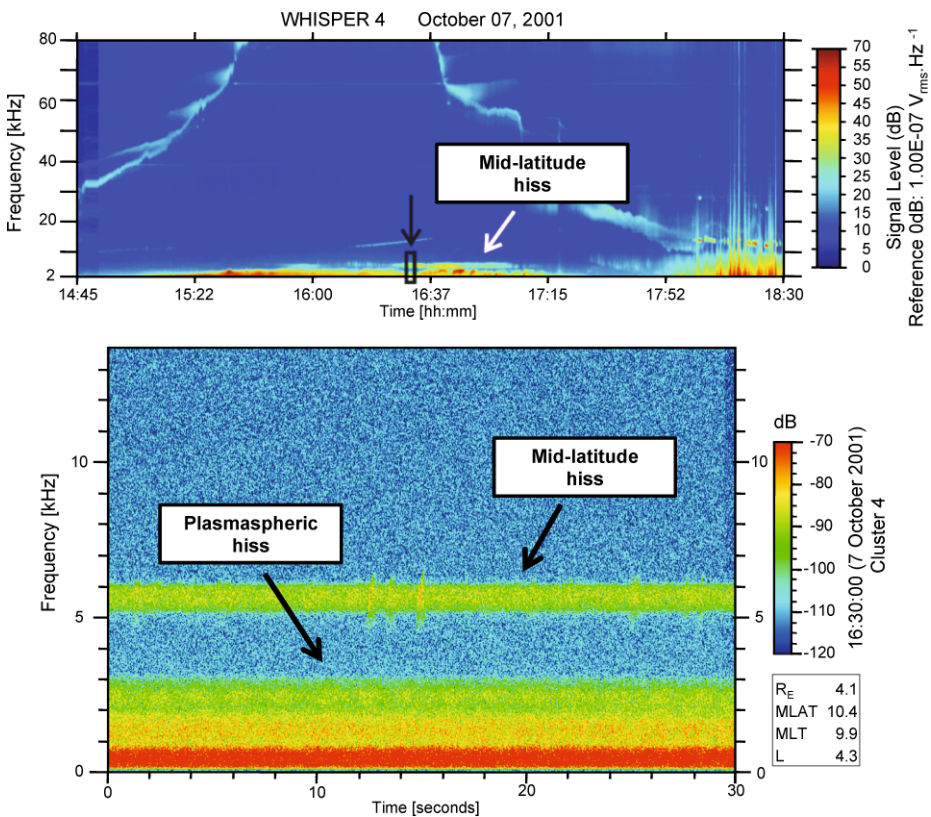 WHISPER 4 October 07, 2001
Frequency [kHz]
80
60
40
20
2
14:45 15:22 16:00 16:37 17:15 17:52 18:30
Time [hh:mm]
Mid-latitude
hiss
70
65
60
55
50
45
40
35
30
25
20
15
10
5
0
Signal Level (dB)
Reference 0dB: 1.00E-07 Vrms.Hz -1
Frequency [kHz]
10
5
0
Plasmaspheric
hiss
Mid-latitude
hiss
10
5
0
0 10 20 30
Time [seconds]
dB
-70
-80
-90
-100
-110
-120
16:30:00 (7 October 2001)
Cluster 4
RE 4.1
MLAT 10.4
MLT 9.9
L 4.3